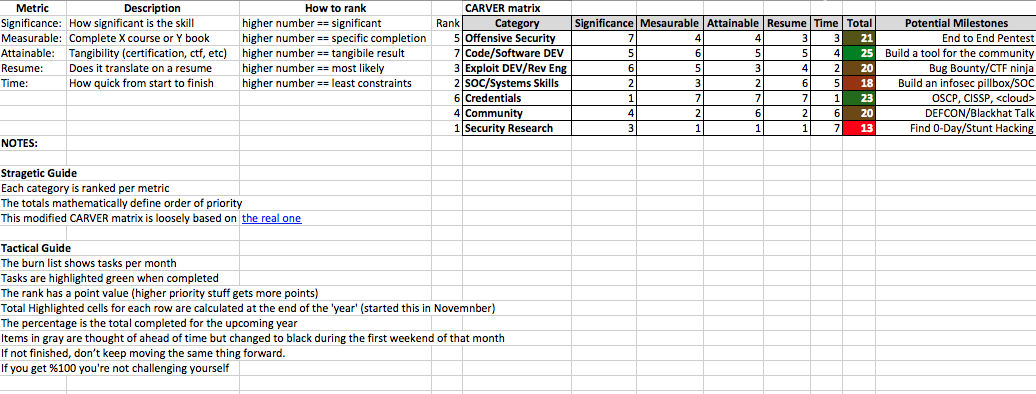 Metric Description How to rank CARVER matrix
Significance: How significant is the skill higher number == significant Rank Category Significance Mesaurable Attainable Resume Time Total Potential Milestones
Measurable: Complete X course or Y book higher number == specific completion 5 Offensive Security 7 4 4 3 3 21 End to End Pentest
Attainable: Tangibility (certification, ctf, etc) higher number == tangibile result 7 Code/Software DEV 5 6 5 5 4 25 Build a tool for the community
Resume: Does it translate on a resume higher number == most likely 3 Exploit DEV/Rev Eng 6 5 3 4 2 20 Bug Bounty/CTF ninja
Time: How quick from start to finish higher number == least constraints 2 SOC/Systems Skills 2 3 2 6 5 18 Build an infosec pillbox/SOC
6 Credentials 1 7 7 7 1 23 OSCP, CISSP, <cloud>
4 Community 4 2 6 2 6 20 DEFCON/Blackhat Talk
1 Security Research 3 1 1 1 7 13 Find 0-Day/Stunt Hacking
NOTES:
Stragetic Guide
Each category is ranked per metric
The totals mathematically define order of priority
This modified CARVER matrix is loosely based on the real one
Tactical Guide
The burn list shows tasks per month
Tasks are highlighted green when completed
The rank has a point value (higher priority stuff gets more points)
Total Highlighted cells for each row are calculated at the end of the 'year' (started this in Novemnber)
The percentage is the total completed for the upcoming year
Items in gray are thought of ahead of time but changed to black during the first weekend of that month
If not finished, don't keep moving the same thing forward.
If you get %100 you're not challenging yourself